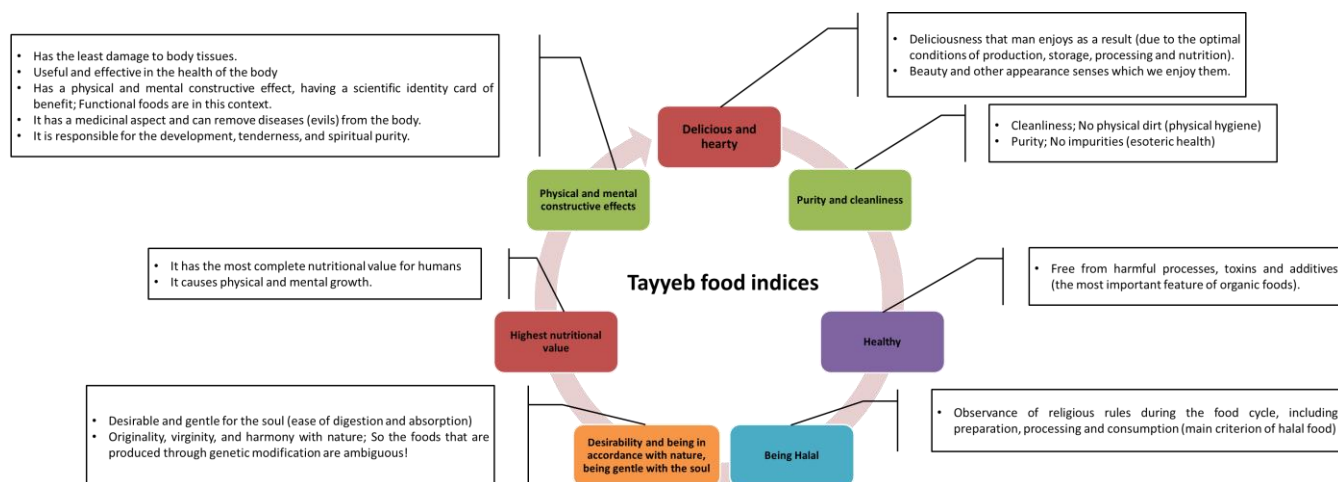 • Has the least damage to body tissues.
• Useful and effective in the health of the body
• Has a physical and mental constructive effect, having a scientific identity card of
benefit; Functional foods are in this context.
• It has a medicinal aspect and can remove diseases (evils) from the body.
• It is responsible for the development, tenderness, and spiritual purity.
• Deliciousness that man enjoys as a result (due to the optimal
conditions of production, storage, processing and nutrition).
• Beauty and other appearance senses which we enjoy them.
Delicious and
hearty
• Cleanliness; No physical dirt (physical hygiene)
• Purity; No impurities (esoteric health)
Physical and mental
constructive effects
Purity and cleanliness
• It has the most complete nutritional value for humans
• It causes physical and mental growth.
Tayyeb food indices
• Free from harmful processes, toxins and additives
(the most important feature of organic foods).
Highest nutritional
value
Healthy
• Desirable and gentle for the soul (ease of digestion and absorption)
• Originality, virginity, and harmony with nature; So the foods that are
produced through genetic modification are ambiguous!
Desirability and being in
accordance with nature,
being gentle with the soul
Being Halal
• Observance of religious rules during the food cycle, including
preparation, processing and consumption (main criterion of halal food)